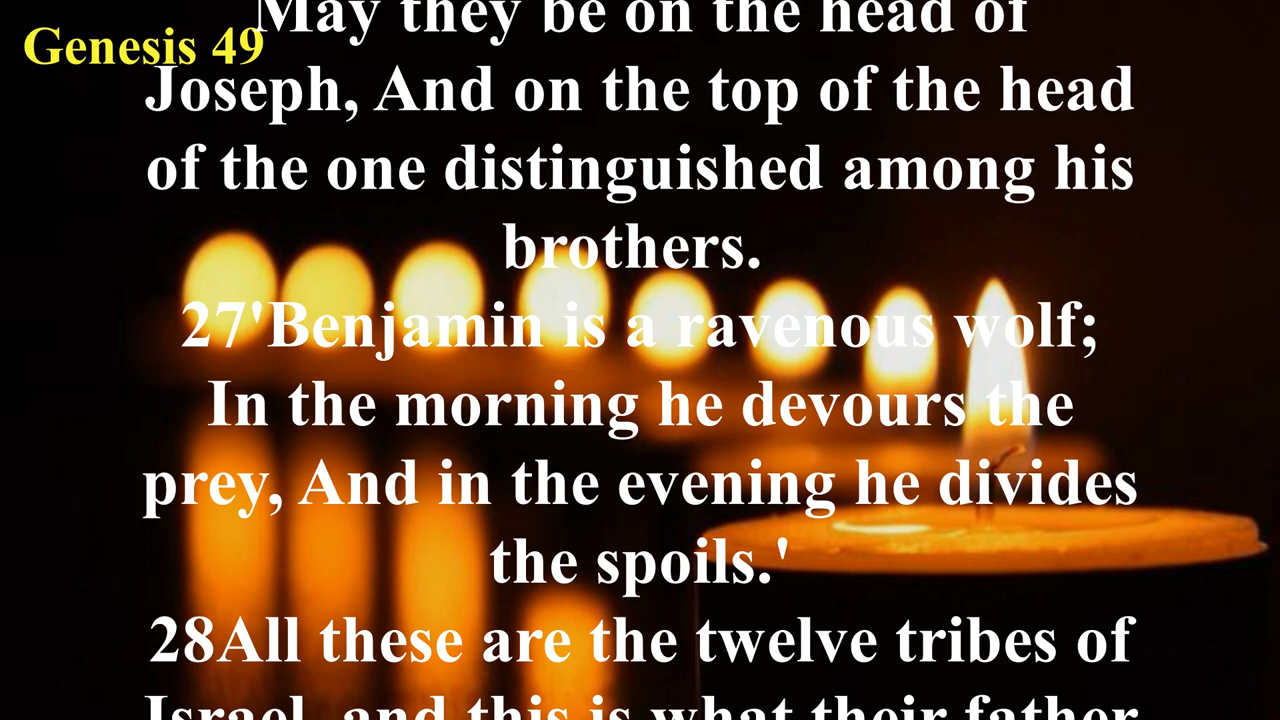 May they be on the head of
Genesis 49
Joseph, And on the top of the head
of the one distinguished among his
brothers.
27'Benjamin is a ravenous wolf;
In the morning he devours the
prey, And in the evening he divides
the spoils.'
28All these are the twelve tribes of
Israel, and this is what their father